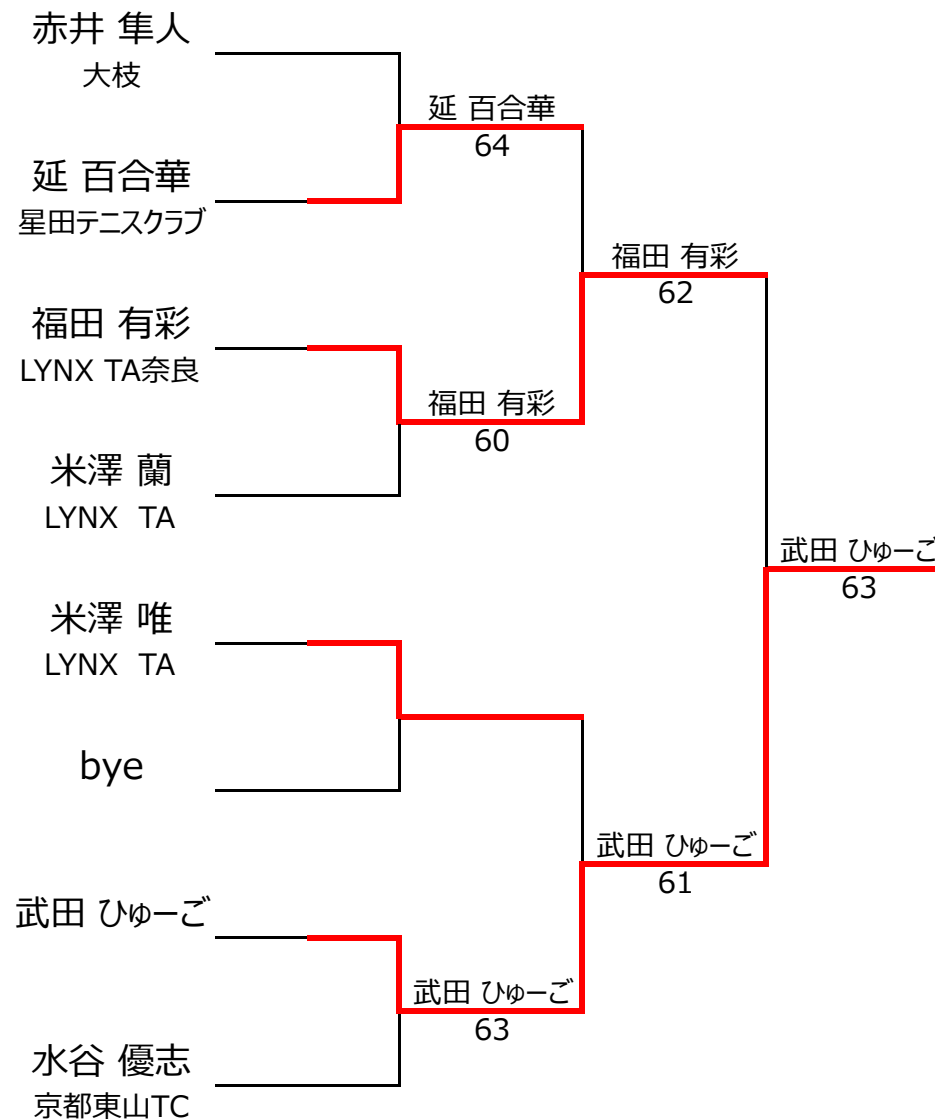 赤井 隼人
大枝
延 百合華
64
延 百合華
星田テニスクラブ
福田 有彩
62
福田 有彩
LYNX TA奈良
福田 有彩
60
米澤 蘭
LYNX TA
武田 ひゅーご
63
米澤 唯
LYNX TA
bye
武田 ひゅーご
61
武田 ひゅーご
武田 ひゅーご
63
水谷 優志
京都東山TC